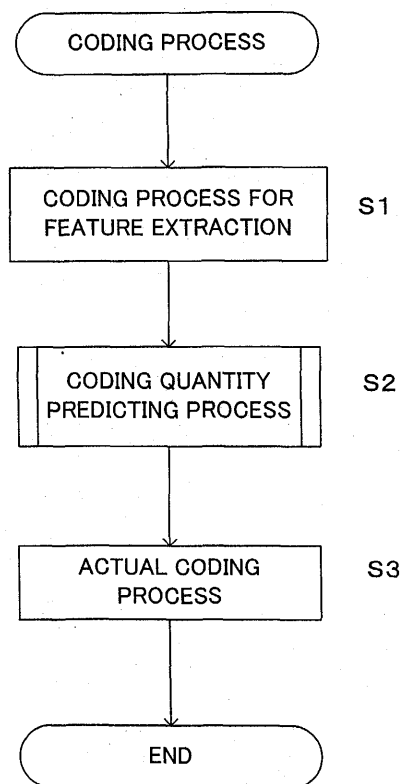 CODING PROCESS
CODING PROCESS FOR
FEATURE EXTRACTION
S1
CODING QUANTITY
PREDICTING PROCESS
S2
ACTUAL CODING
PROCESS
S3
END